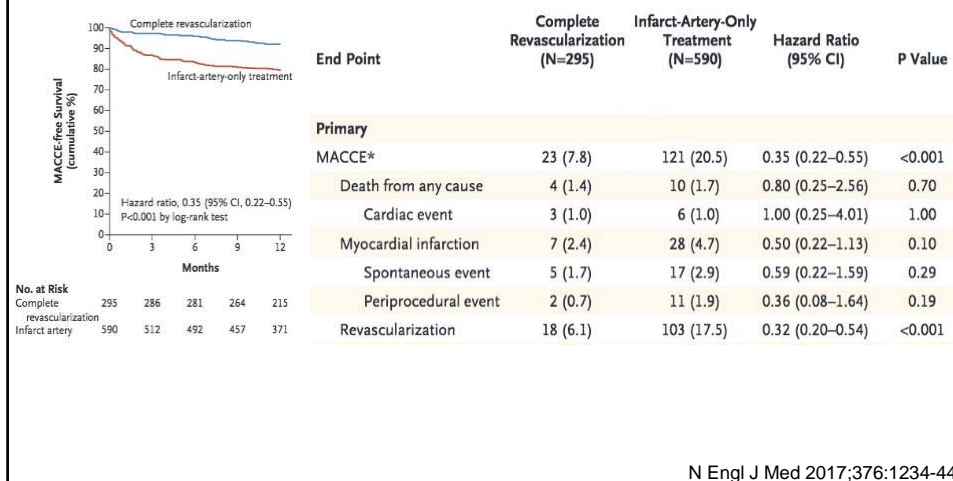 Complete revascularization
Infarct-artery-only treatment
MACCE-free Survival
(cumulative %)
100
90
80
70
60
50
40
30
20
10
0
Hazard ratio, 0.35 (95% CI, 0.22–0.55)
P<0.001 by log-rank test
0 3 6 9 12
Months
No. at Risk
Complete revascularization 295 286 281 264 215
Infarct artery 590 512 492 457 371
End Point Complete Revascularization (N=295) Infarct-Artery-Only Treatment (N=590) Hazard Ratio (95% CI) P Value
Primary
MACCE* 23 (7.8) 121 (20.5) 0.35 (0.22–0.55) <0.001
Death from any cause 4 (1.4) 10 (1.7) 0.80 (0.25–2.56) 0.70
Cardiac event 3 (1.0) 6 (1.0) 1.00 (0.25–4.01) 1.00
Myocardial infarction 7 (2.4) 28 (4.7) 0.50 (0.22–1.13) 0.10
Spontaneous event 5 (1.7) 17 (2.9) 0.59 (0.22–1.59) 0.29
Periprocedural event 2 (0.7) 11 (1.9) 0.36 (0.08–1.64) 0.19
Revascularization 18 (6.1) 103 (17.5) 0.32 (0.20–0.54) <0.001
N Engl J Med 2017;376:1234-44